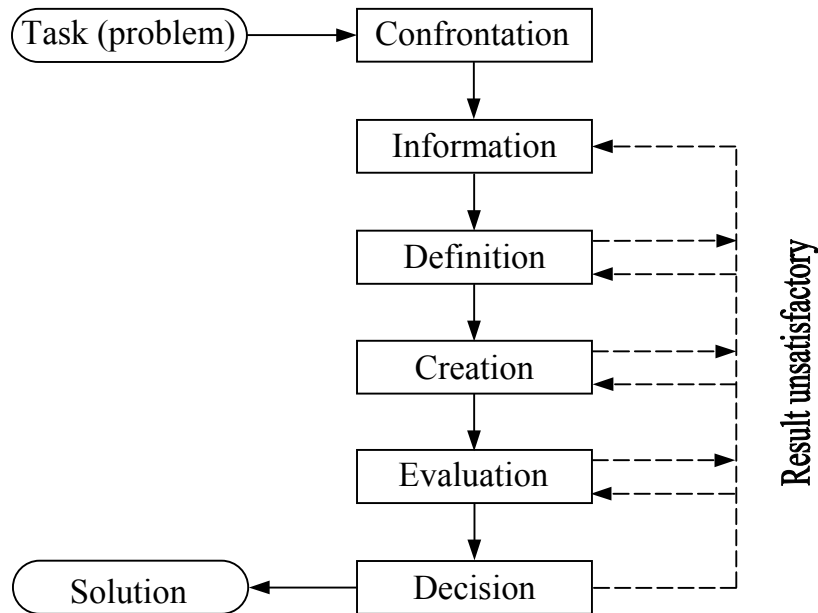 Task (problem)
Confrontation
Information
Definition
Creation
Evaluation
Decision
Solution
Result unsatisfactory